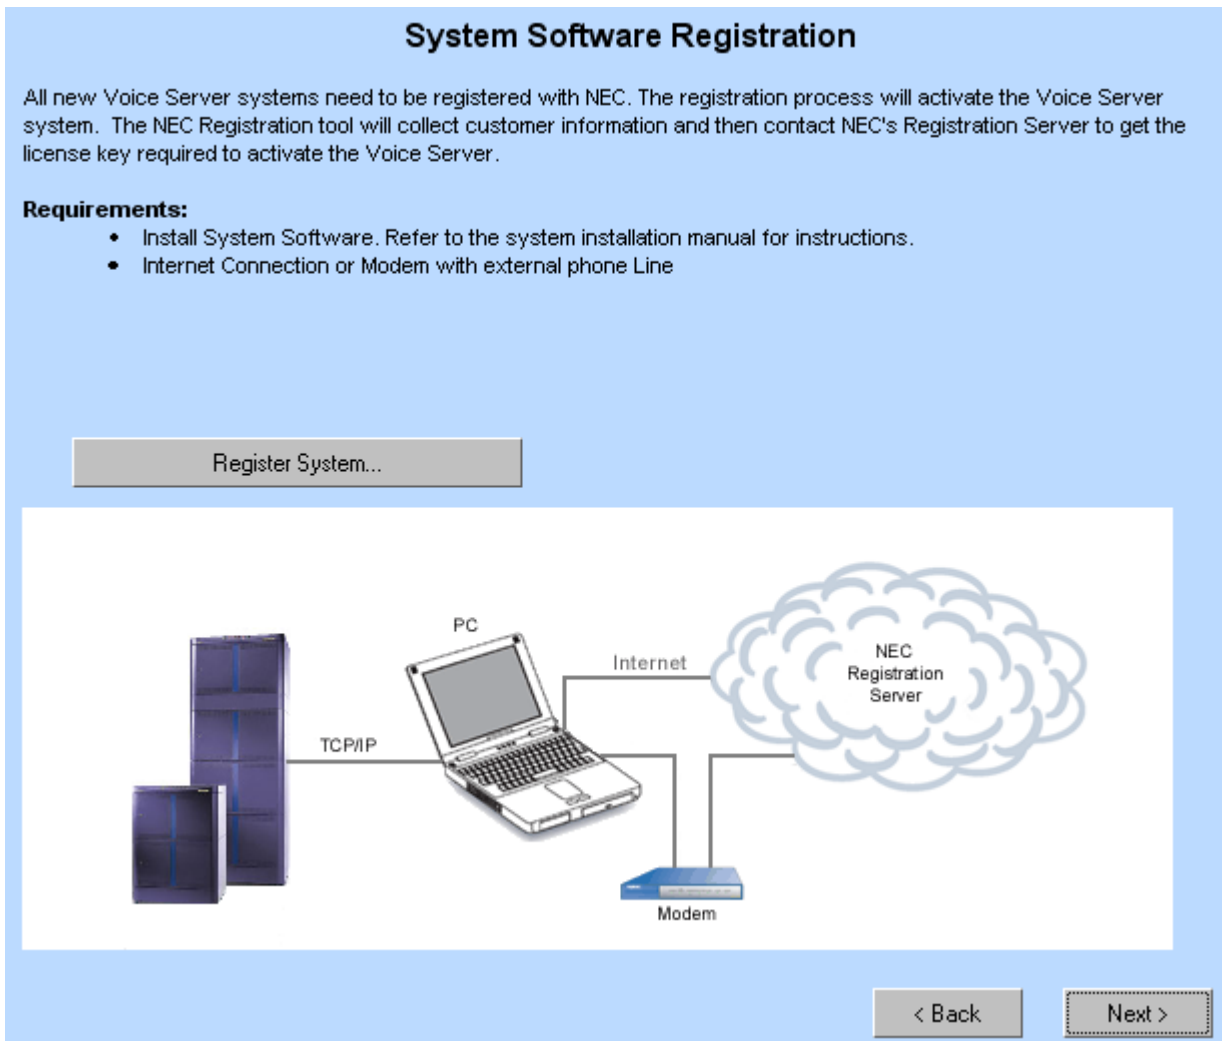 System Software Registration
All new Voice Server systems need to be registered with NEC. The registration process will activate the Voice Server
system.  The NEC Registration tool will collect customer information and then contact NEC's Registration Server to get the
license key required to activate the Voice Server.
Requirements:
• Install System Software. Refer to the system installation manual for instructions.
• Internet Connection or Modem with external phone Line
Register System...
PC
Internet
NEC
Registration
Server
TCP/IP
Modem
< Back
Next >